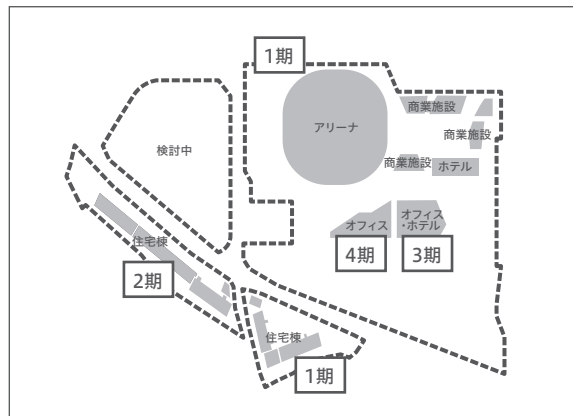 1期
アリーナ
商業施設
商業施設
商業施設
ホテル
検討中
オフィス
オフィス
・ホテル
4期
3期
住宅棟
2期
住宅棟
1期